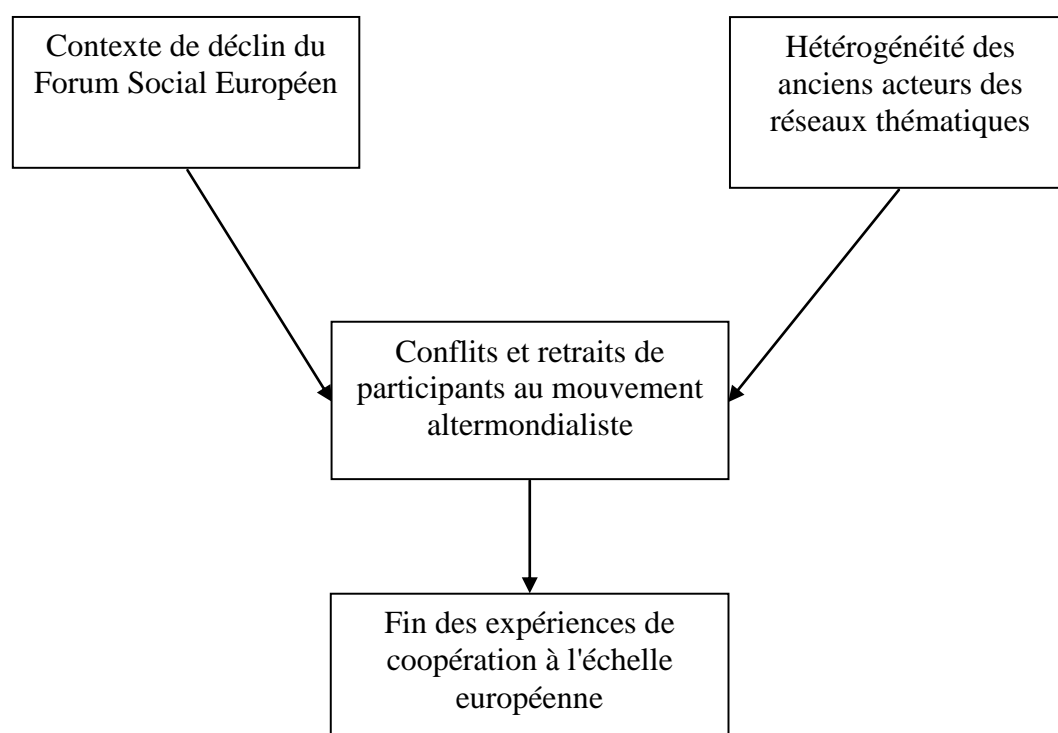 Contexte de déclin du
Forum Social Européen
Hétérogénéité des
anciens acteurs des
réseaux thématiques
Conflits et retraits de
participants au mouvement
altermondialiste
Fin des expériences de
coopération à l'échelle
européenne